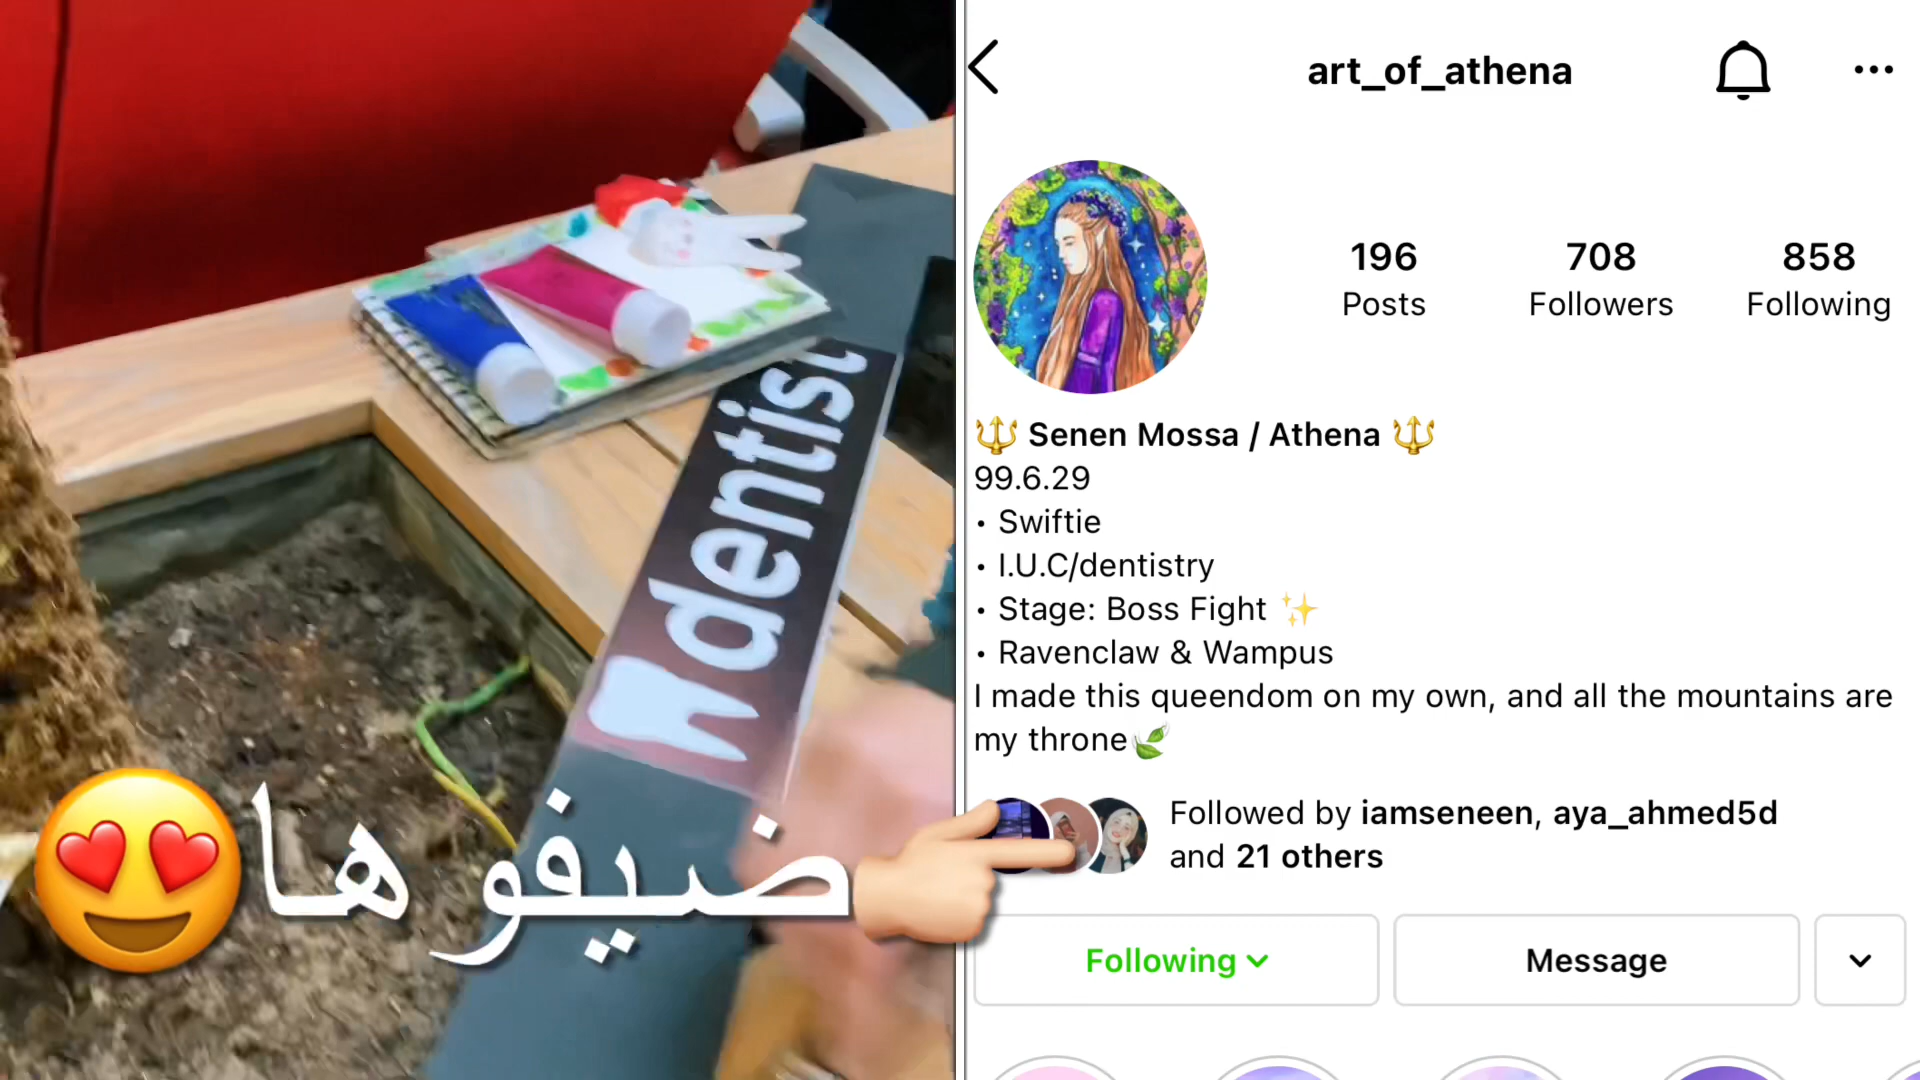 dentist
ضيفو ها
art_of_athena
196
Posts
708
Followers
858
Following
Senen Mossa / Athena
99.6.29
• Swiftie
• I.U.C/dentistry
• Stage: Boss Fight
• Ravenclaw & Wampus
I made this queendom on my own, and all the mountains are
my throne
Followed by iamseneen, aya_ahmed5d
and 21 others
Following
Message